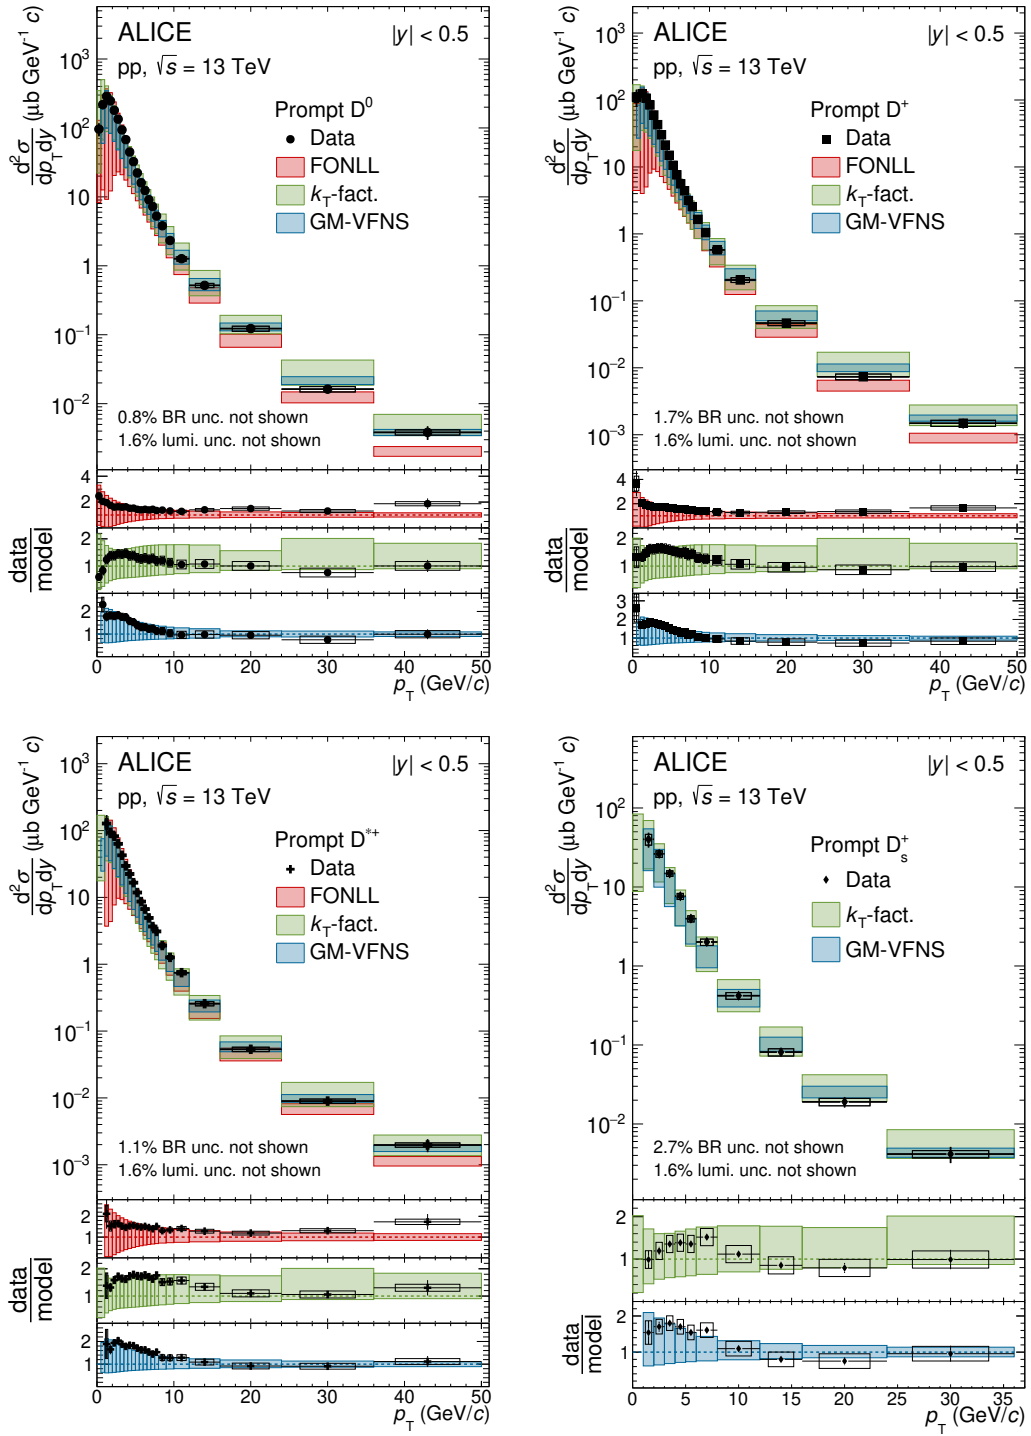 ALICE
|y| < 0.5
pp, √s = 13 TeV
d²σ/dp_T dy (μb GeV⁻¹ c)
10³
10²
10
1
10⁻¹
10⁻²
Prompt D⁰
Data
FONLL
k_T-fact.
GM-VFNS
0.8% BR unc. not shown
1.6% lumi. unc. not shown
data/model
4
2
2
1
2
1
0 10 20 30 40 50
p_T (GeV/c)
ALICE
|y| < 0.5
pp, √s = 13 TeV
d²σ/dp_T dy (μb GeV⁻¹ c)
10³
10²
10
1
10⁻¹
10⁻²
10⁻³
Prompt D⁺
Data
FONLL
k_T-fact.
GM-VFNS
1.7% BR unc. not shown
1.6% lumi. unc. not shown
data/model
4
2
2
1
3
2
1
0 10 20 30 40 50
p_T (GeV/c)
ALICE
|y| < 0.5
pp, √s = 13 TeV
d²σ/dp_T dy (μb GeV⁻¹ c)
10³
10²
10
1
10⁻¹
10⁻²
10⁻³
Prompt D*⁺
Data
FONLL
k_T-fact.
GM-VFNS
1.1% BR unc. not shown
1.6% lumi. unc. not shown
data/model
2
1
2
1
2
1
0 10 20 30 40 50
p_T (GeV/c)
ALICE
|y| < 0.5
pp, √s = 13 TeV
d²σ/dp_T dy (μb GeV⁻¹ c)
10²
10
1
10⁻¹
10⁻²
Prompt D_s⁺
Data
k_T-fact.
GM-VFNS
2.7% BR unc. not shown
1.6% lumi. unc. not shown
data/model
2
1
2
1
0 5 10 15 20 25 30 35
p_T (GeV/c)